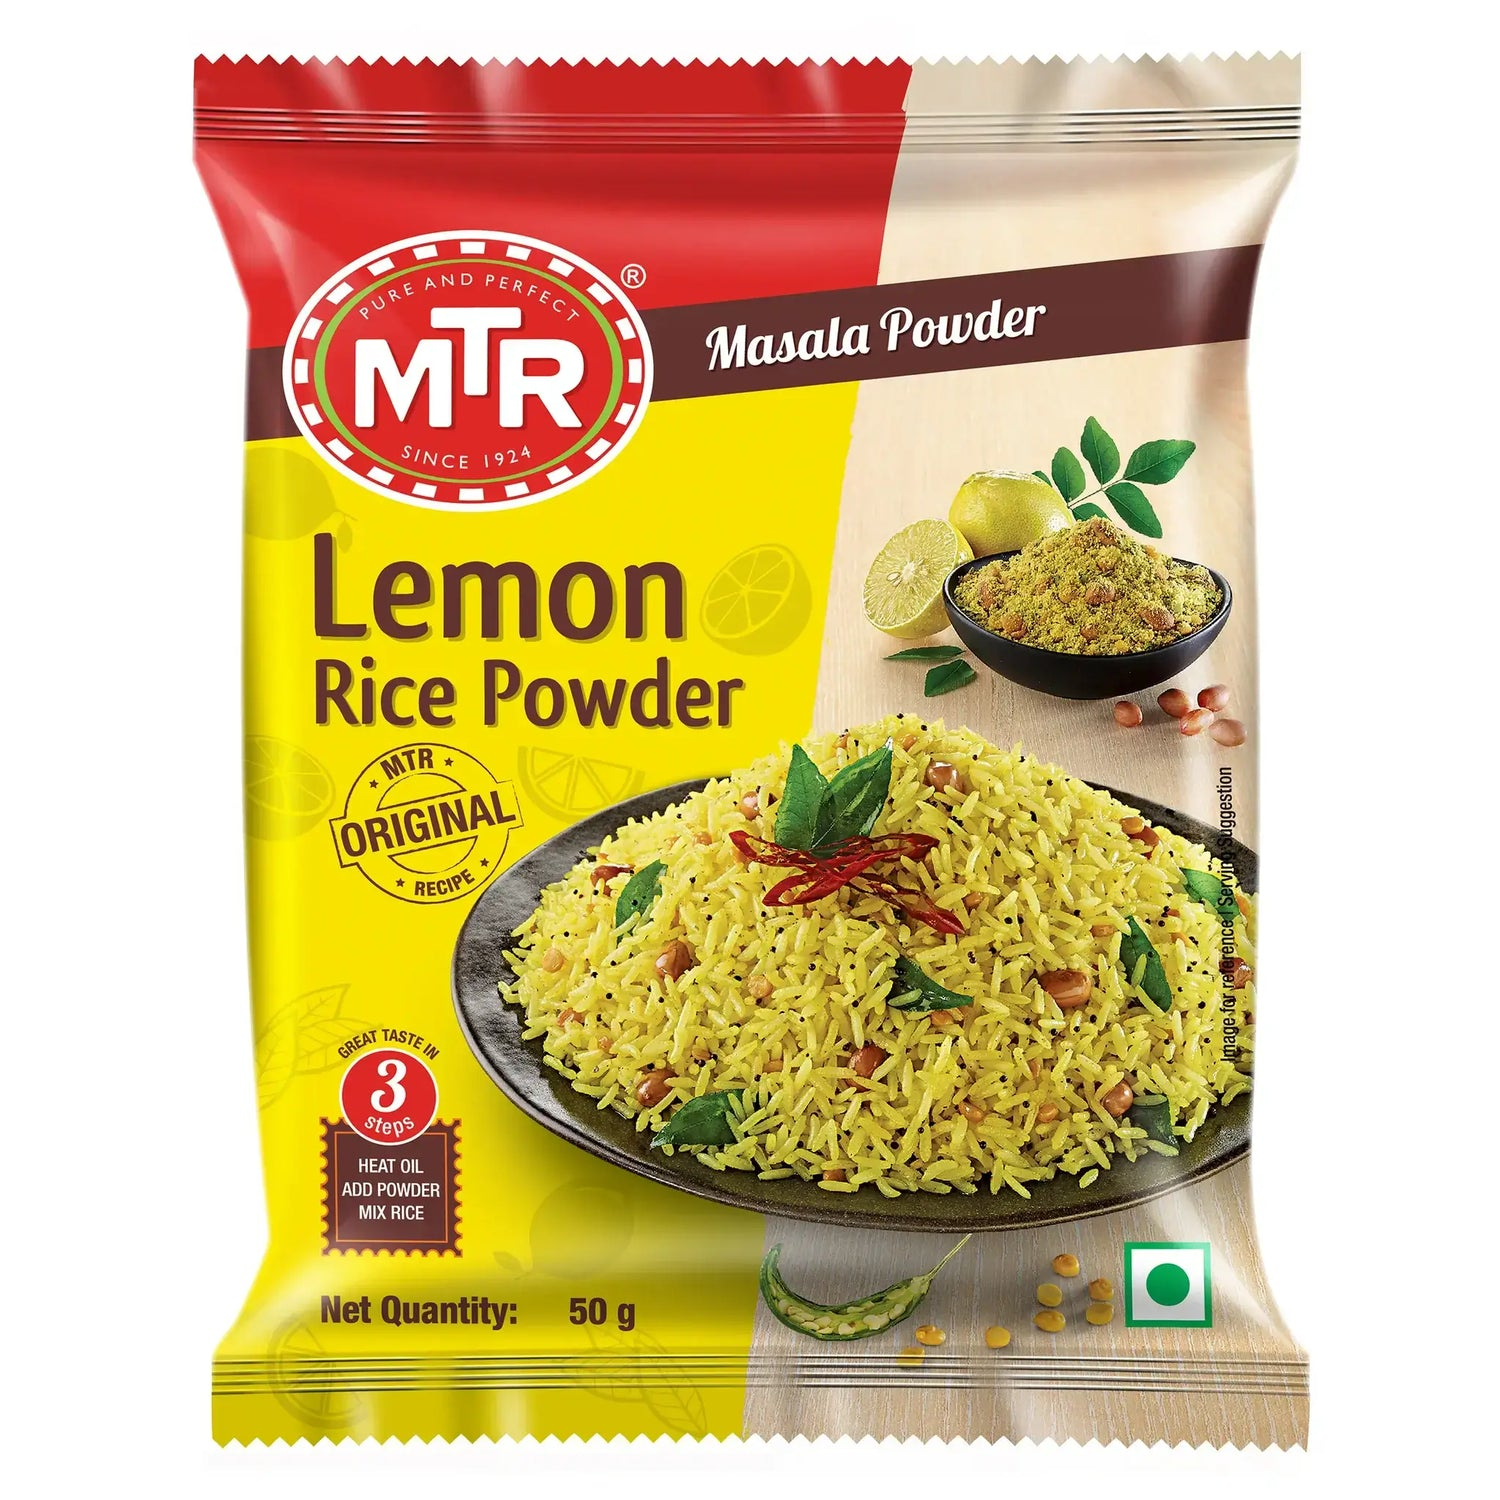 PURE AND PERFECT
®
MTR
SINCE 1924
Masala Powder
Lemon
Rice Powder
MTR
ORIGINAL
RECIPE
GREAT TASTE IN
3
steps
HEAT OIL
ADD POWDER
MIX RICE
Net Quantity: 50 g
Image for reference | Serving Suggestion